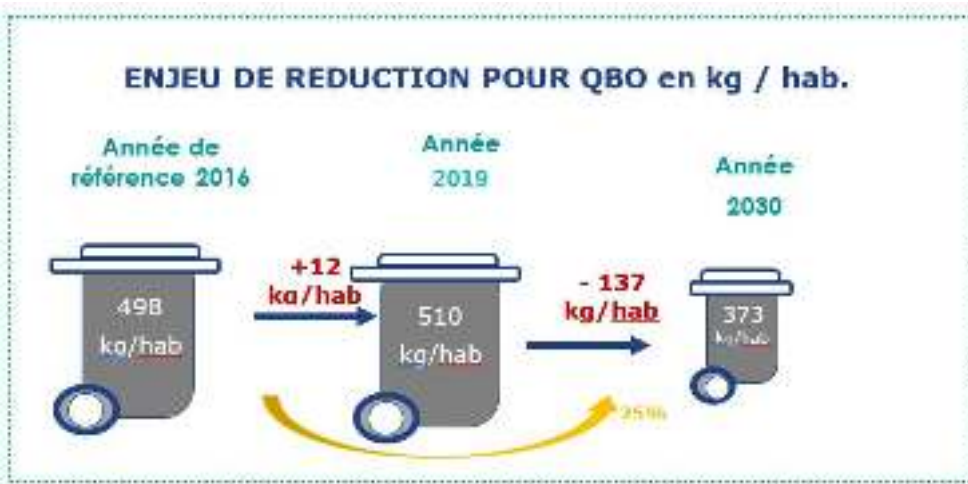 ENJEU DE REDUCTION POUR QBO en kg / hab.
Année de
référence 2016
Année
2019
Année
2030
498
kg/hab
+12
kg/hab
510
kg/hab
- 137
kg/hab
373
kg/hab
-25%